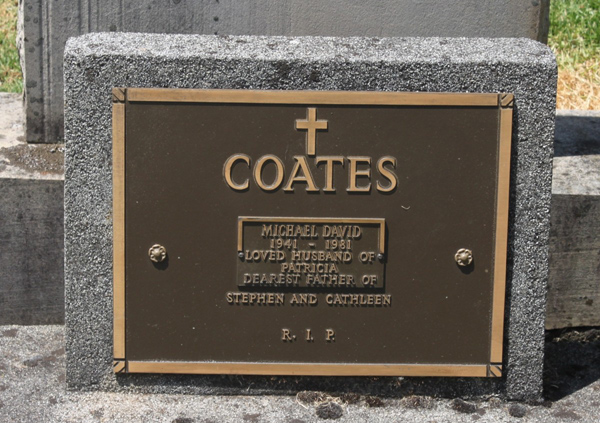 COATES
MICHAEL DAVID
1941 - 1981
LOVED HUSBAND OF
PATRICIA
DEAREST FATHER OF
STEPHEN AND CATHLEEN
R. I. P.